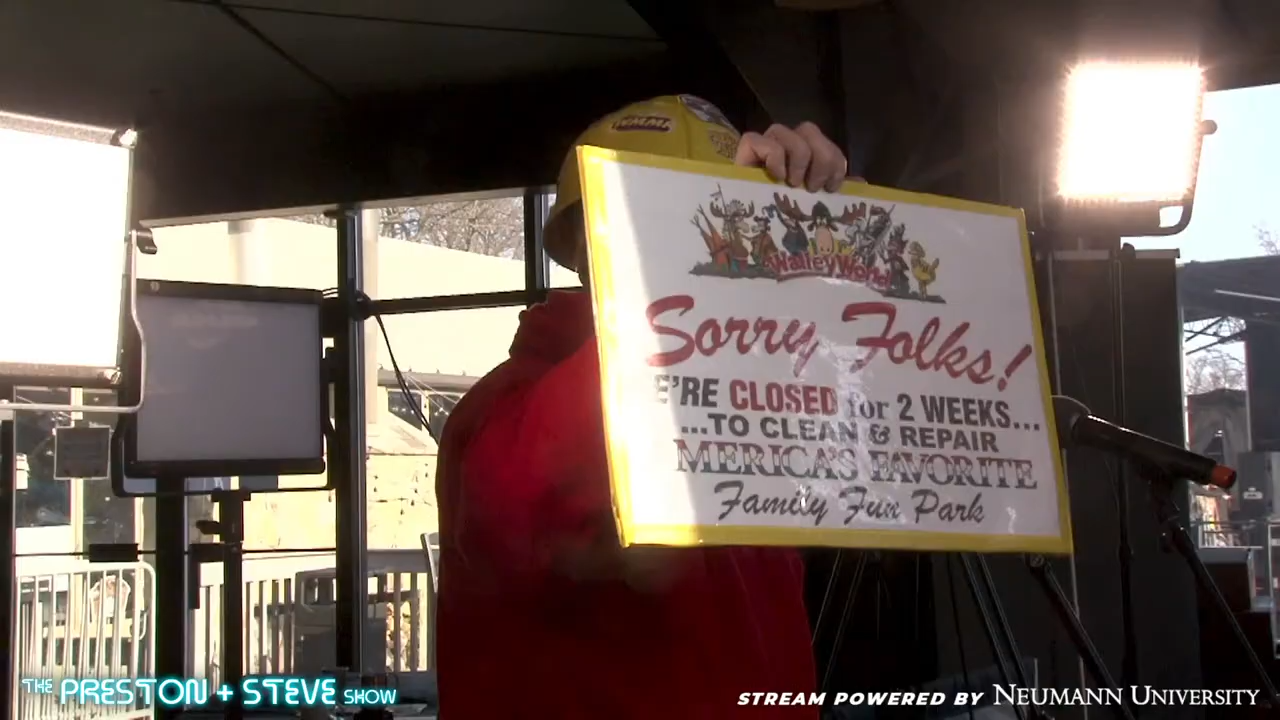 Walley World
Sorry Folks!
E'RE CLOSED for 2 WEEKS...
...TO CLEAN & REPAIR
MERICA'S FAVORITE
Family Fun Park
THE PRESTON + STEVE SHOW
STREAM POWERED BY NEUMANN UNIVERSITY